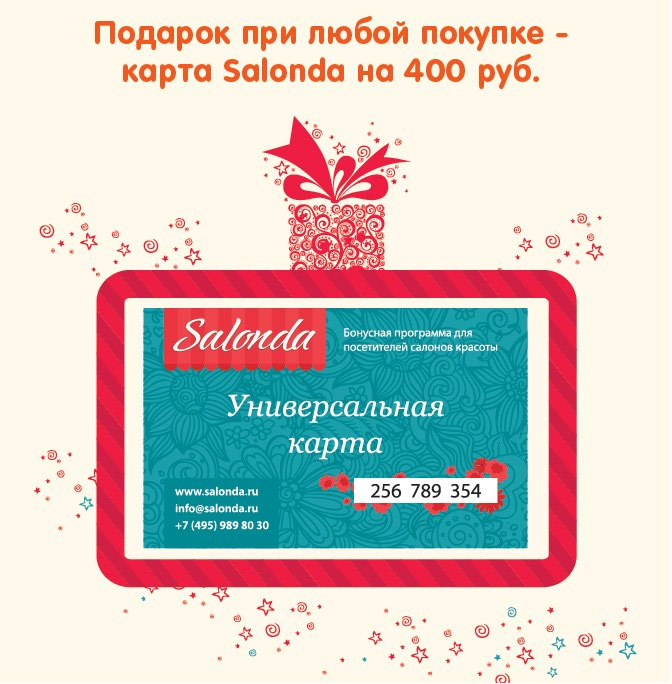 Подарок при любой покупке -
карта Salonda на 400 руб.
Salonda
Бонусная программа для
посетителей салонов красоты
Универсальная
карта
256 789 354
www.salonda.ru
info@salonda.ru
+7 (495) 989 80 30